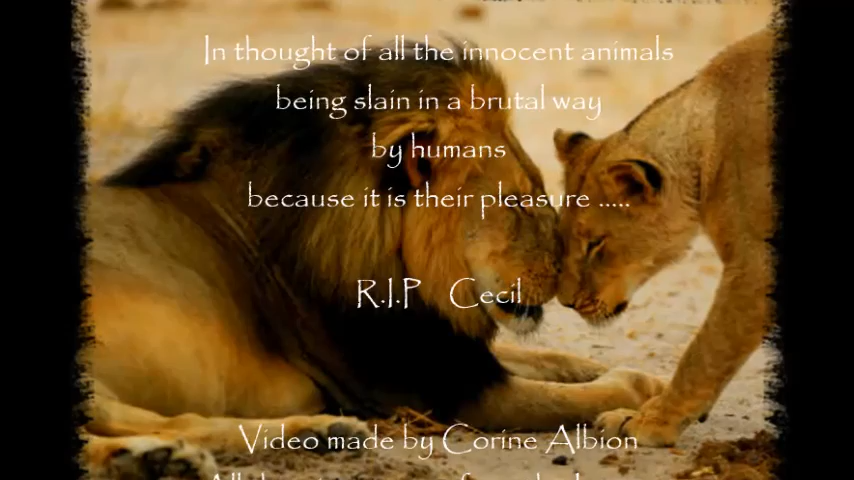 In thought of all the innocent animals
being slain in a brutal way
by humans
because it is their pleasure .....
R.I.P Cecil
Video made by Corine Albion